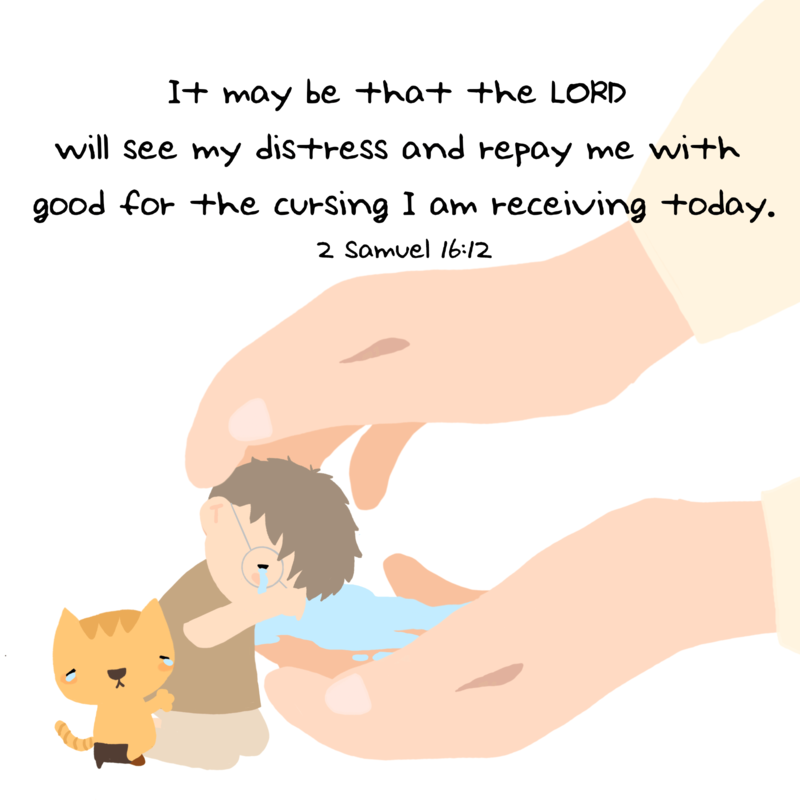 It may be that the LORD
will see my distress and repay me with
good for the cursing I am receiving today.
2 Samuel 16:12